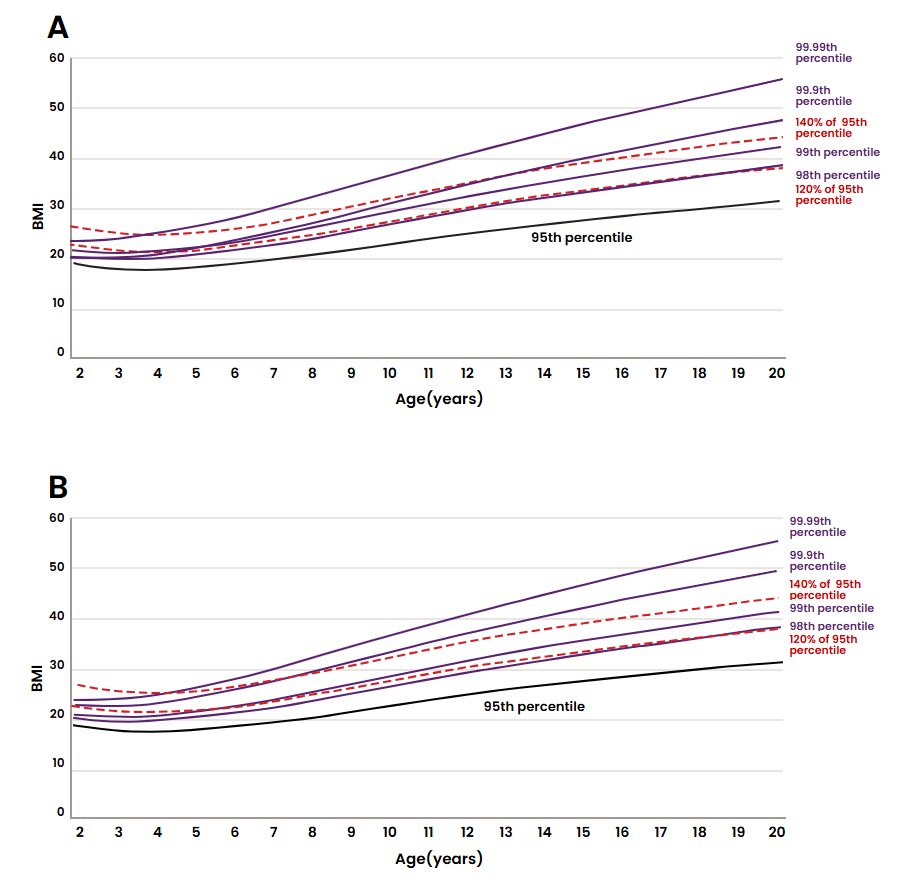 A
60
50
40
30
20
10
0
BMI
2 3 4 5 6 7 8 9 10 11 12 13 14 15 16 17 18 19 20
Age(years)
99.99th
percentile
99.9th
percentile
140% of 95th
percentile
99th percentile
98th percentile
120% of 95th
percentile
95th percentile
B
60
50
40
30
20
10
0
BMI
2 3 4 5 6 7 8 9 10 11 12 13 14 15 16 17 18 19 20
Age(years)
99.99th
percentile
99.9th
percentile
140% of 95th
percentile
99th percentile
98th percentile
120% of 95th
percentile
95th percentile